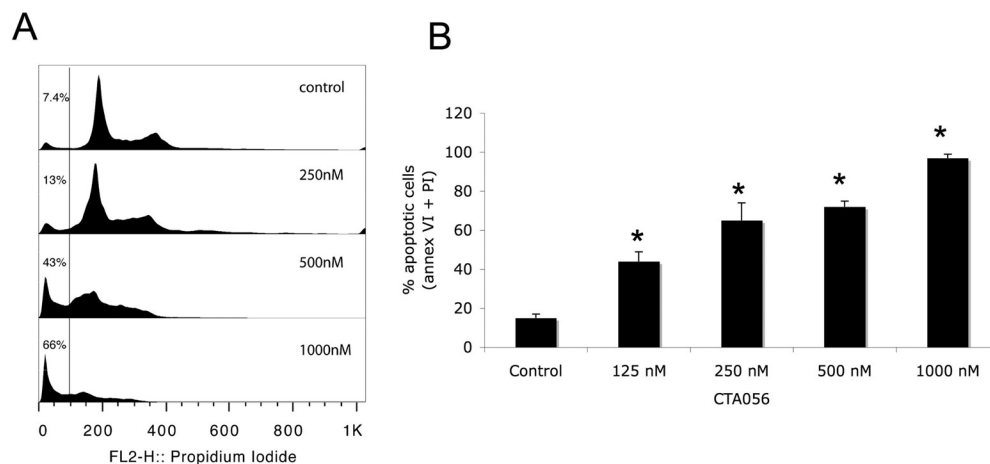 A
7.4%
control
13%
250nM
43%
500nM
66%
1000nM
0 200 400 600 800 1K
FL2-H:: Propidium Iodide
B
% apoptotic cells
(annex VI + PI)
120
100
80
60
40
20
0
*
*
*
*
Control 125 nM 250 nM 500 nM 1000 nM
CTA056